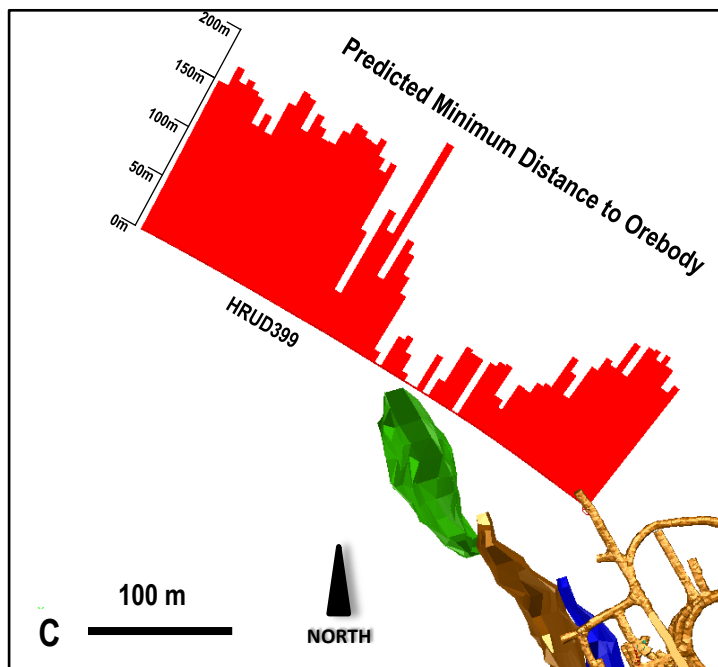 200m
150m
100m
50m
0m
Predicted Minimum Distance to Orebody
HRUD399
100 m
C
NORTH